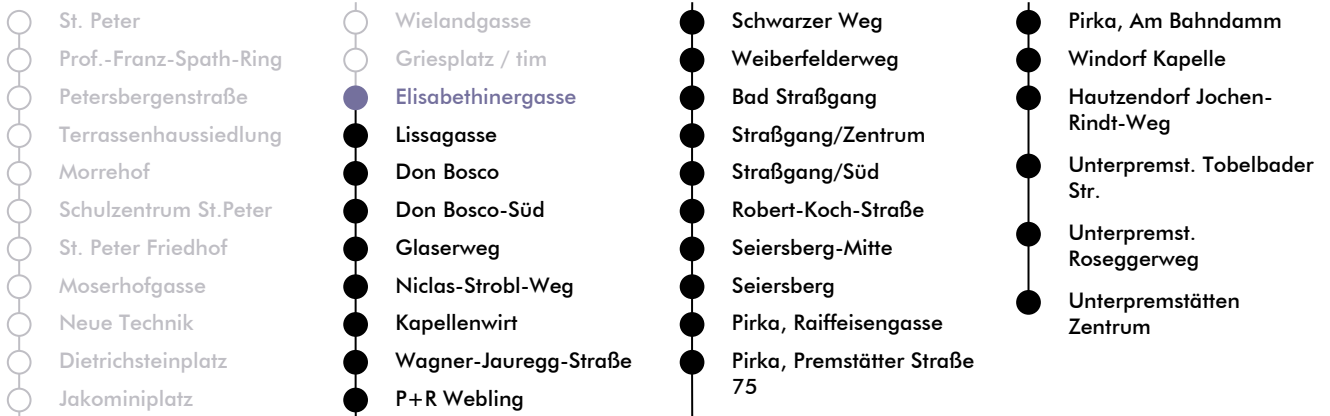 St. Peter
Prof.-Franz-Spath-Ring
Petersbergenstraße
Terrassenhaussiedlung
Morrehof
Schulzentrum St.Peter
St. Peter Friedhof
Moserhofgasse
Neue Technik
Dietrichsteinplatz
Jakominiplatz
Wielandgasse
Griesplatz / tim
Elisabethinergasse
Lissagasse
Don Bosco
Don Bosco-Süd
Glaserweg
Niclas-Strobl-Weg
Kapellenwirt
Wagner-Jauregg-Straße
P+R Webling
Schwarzer Weg
Weiberfelderweg
Bad Straßgang
Straßgang/Zentrum
Straßgang/Süd
Robert-Koch-Straße
Seiersberg-Mitte
Seiersberg
Pirka, Raiffeisengasse
Pirka, Premstätter Straße
75
Pirka, Am Bahndamm
Windorf Kapelle
Hautzendorf Jochen-
Rindt-Weg
Unterpremst. Tobelbader
Str.
Unterpremst.
Roseggerweg
Unterpremstätten
Zentrum